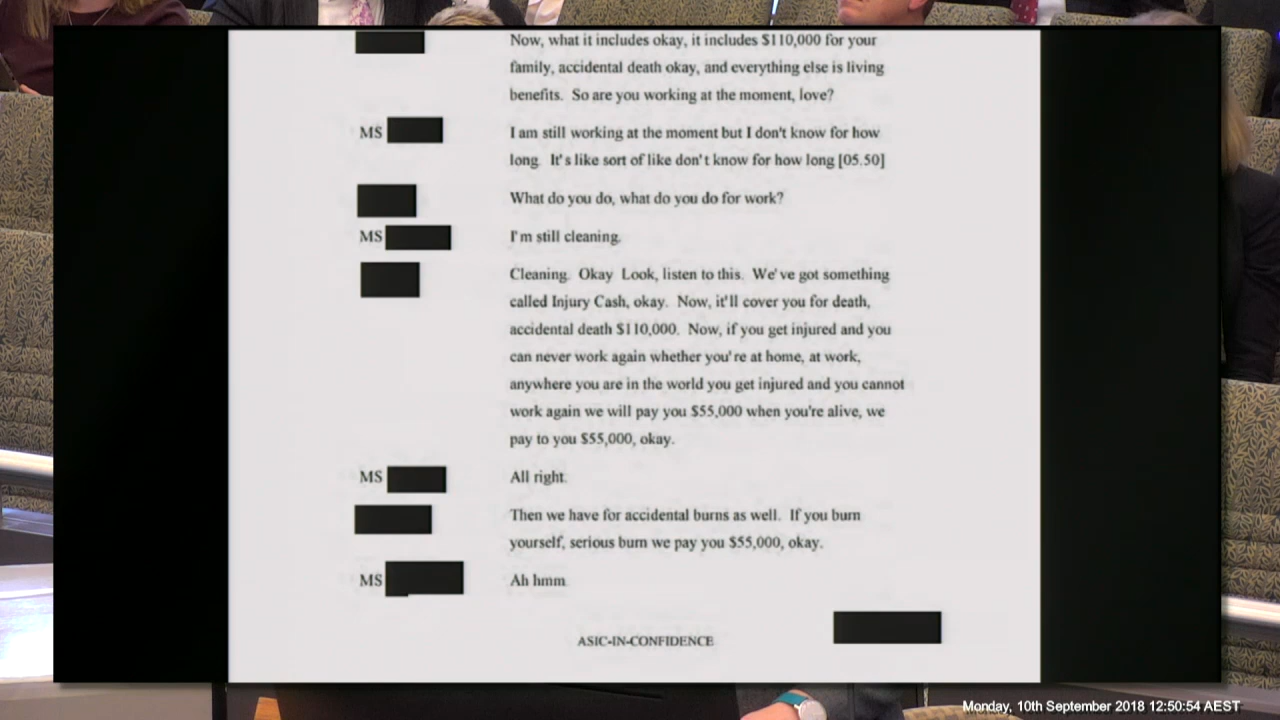 Now, what it includes okay, it includes $110,000 for your
family, accidental death okay, and everything else is living
benefits. So are you working at the moment, love?
MS I am still working at the moment but I don't know for how
long. It's like sort of like don't know for how long [05.50]
What do you do, what do you do for work?
MS I'm still cleaning.
Cleaning. Okay Look, listen to this. We've got something
called Injury Cash, okay. Now, it'll cover you for death,
accidental death $110,000. Now, if you get injured and you
can never work again whether you're at home, at work,
anywhere you are in the world you get injured and you cannot
work again we will pay you $55,000 when you're alive, we
pay to you $55,000, okay.
MS All right.
Then we have for accidental burns as well. If you burn
yourself, serious burn we pay you $55,000, okay.
MS Ah hmm.
ASIC-IN-CONFIDENCE
Monday, 10th September 2018 12:50:54 AEST